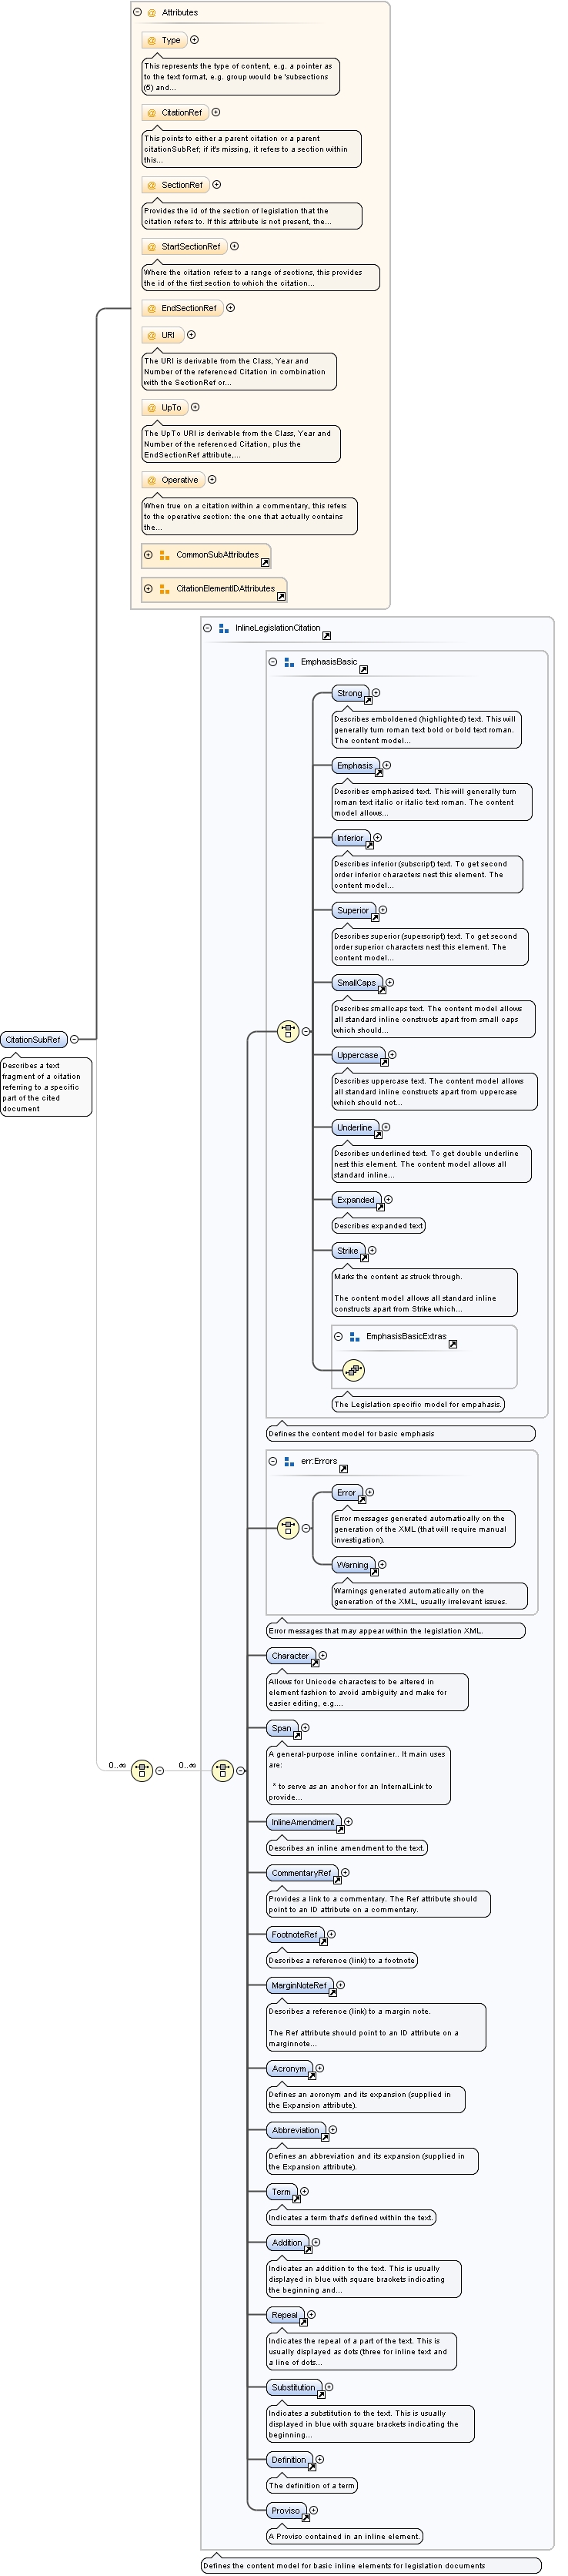 Attributes
@ Type
This represents the type of content, e.g. a pointer as
to the text format, e.g. group would be 'subsections
(5) and...
@ CitationRef
This points to either a parent citation or a parent
citationSubRef; if it's missing, it refers to a section within
this...
@ SectionRef
Provides the id of the section of legislation that the
citation refers to. If this attribute is not present, the...
@ StartSectionRef
Where the citation refers to a range of sections, this provides
the id of the first section to which the citation...
@ EndSectionRef
@ URI
The URI is derivable from the Class, Year and
Number of the referenced Citation in combination
with the SectionRef or...
@ UpTo
The UpTo URI is derivable from the Class, Year and
Number of the referenced Citation, plus the
EndSectionRef attribute,...
@ Operative
When true on a citation within a commentary, this refers
to the operative section: the one that actually contains
the...
CommonSubAttributes
CitationElementIDAttributes
InlineLegislationCitation
EmphasisBasic
Strong
Describes emboldened (highlighted) text. This will
generally turn roman text bold or bold text roman.
The content model...
Emphasis
Describes emphasised text. This will generally turn
roman text italic or italic text roman. The content
model allows...
Inferior
Describes inferior (subscript) text. To get second
order inferior characters nest this element. The
content model...
Superior
Describes superior (superscript) text. To get second
order superior characters nest this element. The
content model...
SmallCaps
Describes smallcaps text. The content model allows
all standard inline constructs apart from small caps
which should...
CitationSubRef
Describes a text
fragment of a citation
referring to a specific
part of the cited
document
Uppercase
Describes uppercase text. The content model allows
all standard inline constructs apart from uppercase
which should not...
Underline
Describes underlined text. To get double underline
nest this element. The content model allows all
standard inline...
Expanded
Describes expanded text
Strike
Marks the content as struck through.
The content model allows all standard inline
constructs apart from Strike which...
EmphasisBasicExtras
The Legislation specific model for empahasis.
Defines the content model for basic emphasis
err:Errors
Error
Error messages generated automatically on the
generation of the XML (that will require manual
investigation).
Warning
Warnings generated automatically on the
generation of the XML, usually irrelevant issues.
Error messages that may appear within the legislation XML.
Character
Allows for Unicode characters to be altered in
element fashion to avoid ambiguity and make for
easier editing, e.g....
Span
A general-purpose inline container.. It main uses
are:
* to serve as an anchor for an InternalLink to
provide...
0..∞ 0..∞
InlineAmendment
Describes an inline amendment to the text.
CommentaryRef
Provides a link to a commentary. The Ref attribute should
point to an ID attribute on a commentary.
FootnoteRef
Describes a reference (link) to a footnote
MarginNoteRef
Describes a reference (link) to a margin note.
The Ref attribute should point to an ID attribute on a
marginnote...
Acronym
Defines an acronym and its expansion (supplied in
the Expansion attribute).
Abbreviation
Defines an abbreviation and its expansion (supplied in
the Expansion attribute).
Term
Indicates a term that's defined within the text.
Addition
Indicates an addition to the text. This is usually
displayed in blue with square brackets indicating
the beginning and...
Repeal
Indicates the repeal of a part of the text. This is
usually displayed as dots (three for inline text and
a line of dots...
Substitution
Indicates a substitution to the text. This is usually
displayed in blue with square brackets indicating the
beginning...
Definition
The definition of a term
Proviso
A Proviso contained in an inline element.
Defines the content model for basic inline elements for legislation documents